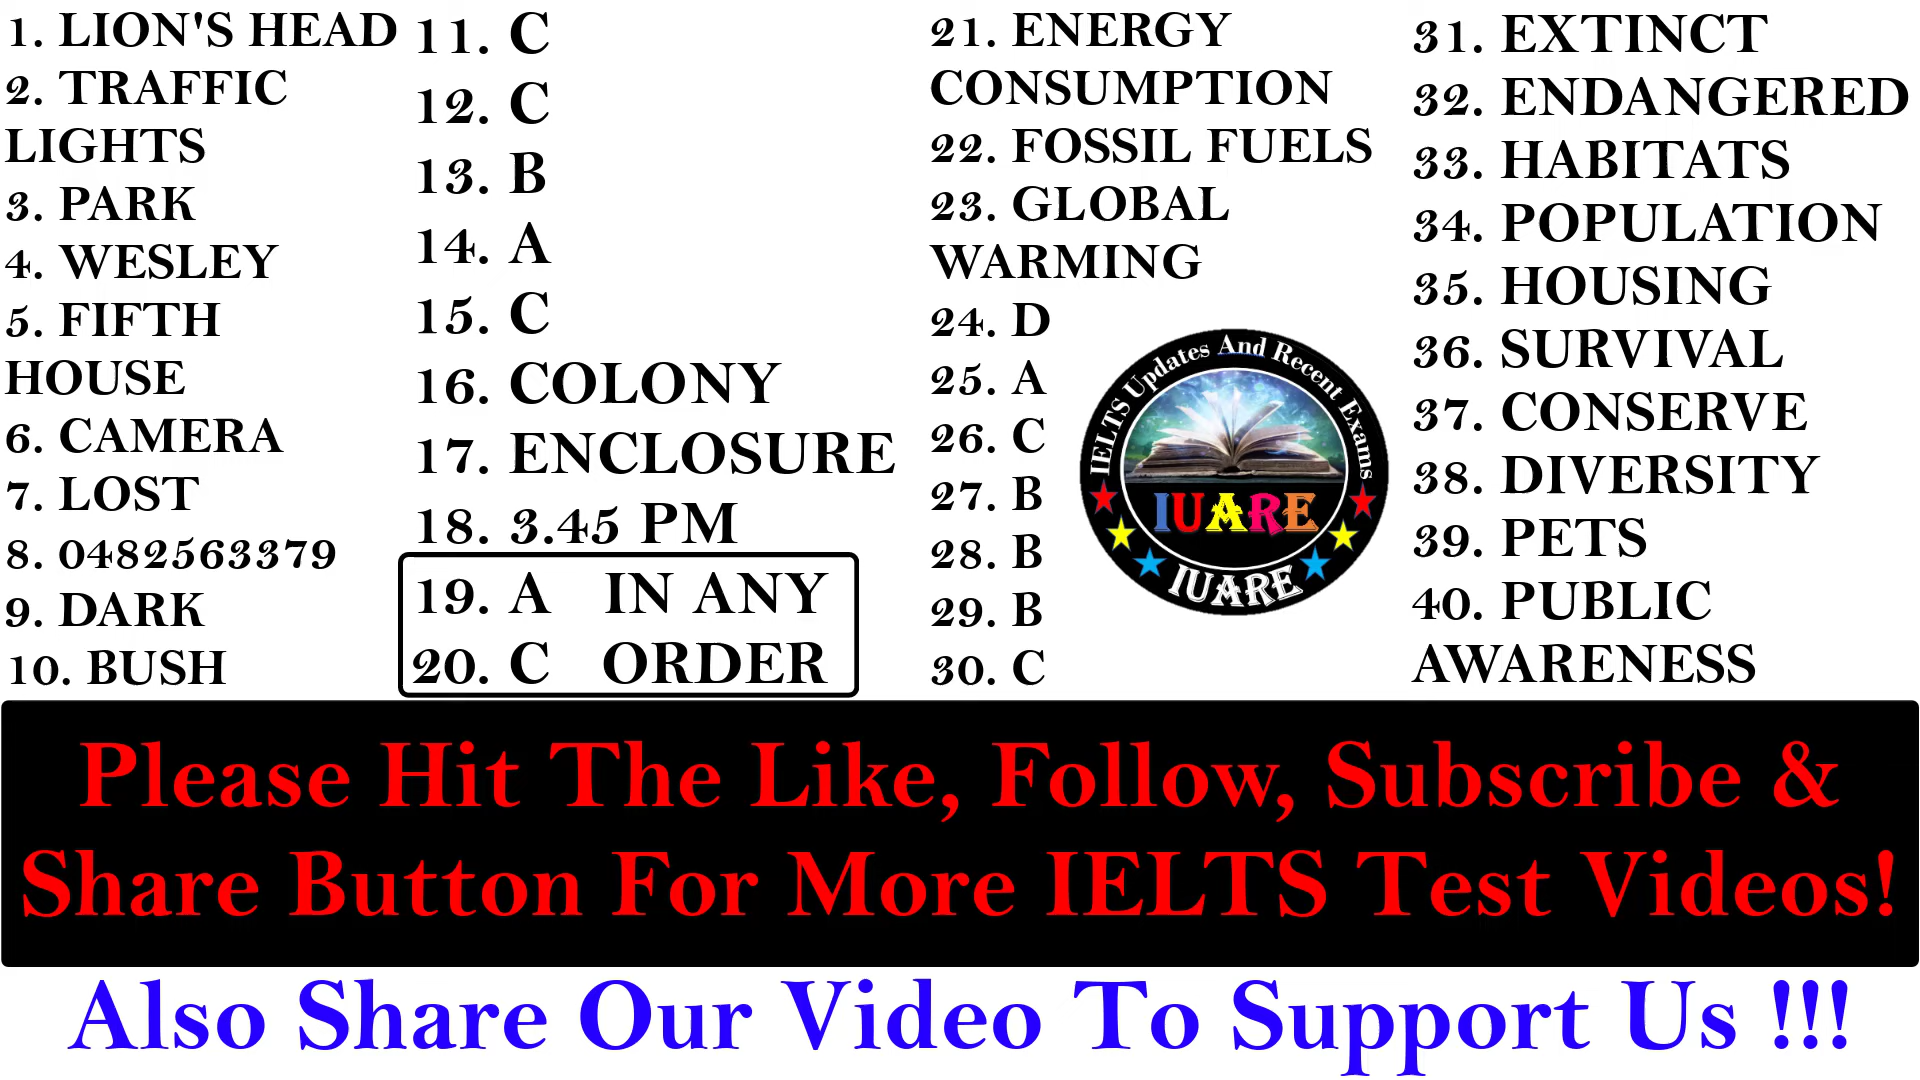 1. LION'S HEAD
2. TRAFFIC
LIGHTS
3. PARK
4. WESLEY
5. FIFTH
HOUSE
6. CAMERA
7. LOST
8. 0482563379
9. DARK
10. BUSH
11. C
12. C
13. B
14. A
15. C
16. COLONY
17. ENCLOSURE
18. 3.45 PM
19. A IN ANY
20. C ORDER
21. ENERGY
CONSUMPTION
22. FOSSIL FUELS
23. GLOBAL
WARMING
24. D
25. A
26. C
27. B
28. B
29. B
30. C
IELTS Updates And Recent Exams
IUARE
IUARE
31. EXTINCT
32. ENDANGERED
33. HABITATS
34. POPULATION
35. HOUSING
36. SURVIVAL
37. CONSERVE
38. DIVERSITY
39. PETS
40. PUBLIC
AWARENESS
Please Hit The Like, Follow, Subscribe &
Share Button For More IELTS Test Videos!
Also Share Our Video To Support Us !!!